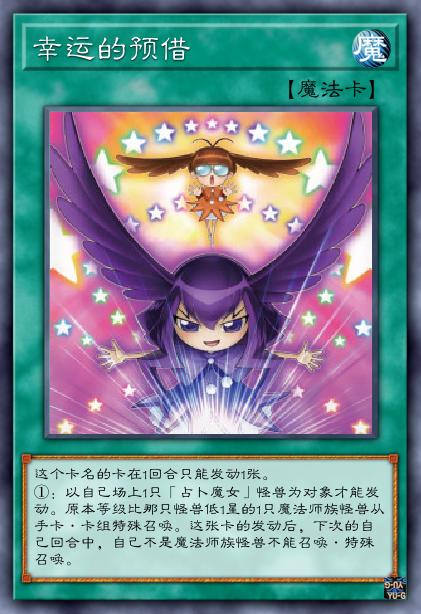 幸运的预借
魔
【魔法卡】
这个卡名的卡在1回合只能发动1张。
①：以自己场上1只「占卜魔女」怪兽为对象才能发
动。原本等级比那只怪兽低1星的1只魔法师族怪兽从
手卡·卡组特殊召唤。这张卡的发动后，下次的自
己回合中，自己不是魔法师族怪兽不能召唤·特殊
召唤。